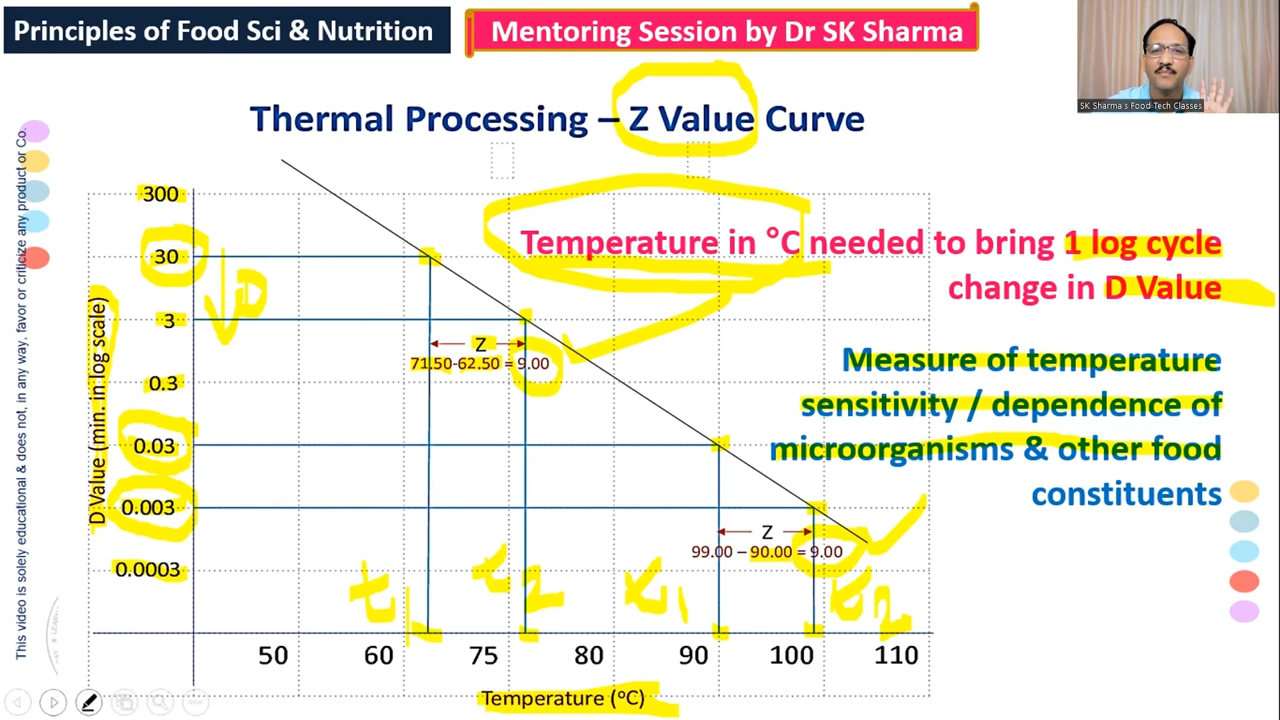 Principles of Food Sci & Nutrition
Mentoring Session by Dr SK Sharma
SK Sharma's Food Tech Classes
Thermal Processing – Z Value Curve
This video is solely educational & does not, in any way, favor or criticize any product or Co.
D Value (min. in log scale)
300
30
3
0.3
0.03
0.003
0.0003
D
Temperature in °C needed to bring 1 log cycle
change in D Value
Measure of temperature
sensitivity / dependence of
microorganisms & other food
constituents
Z
71.50-62.50 = 9.00
Z
99.00 – 90.00 = 9.00
t1
t2
t1
t2
50 60 75 80 90 100 110
Temperature (°C)